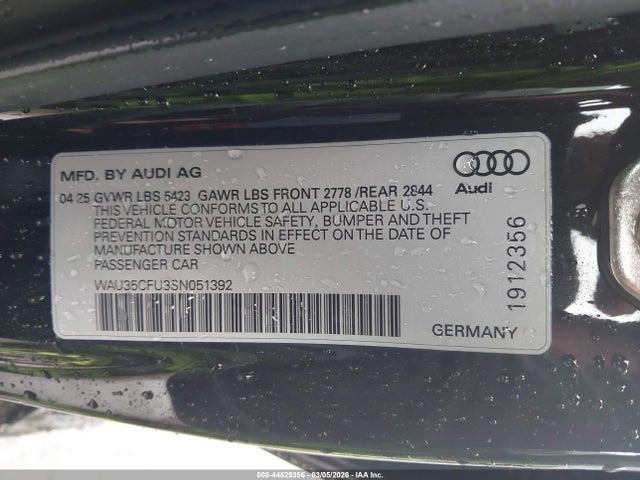 MFD. BY AUDI AG
Audi
04 25 GVWR LBS 5423 GAWR LBS FRONT 2778 /REAR 2844
THIS VEHICLE CONFORMS TO ALL APPLICABLE U.S.
FEDERAL MOTOR VEHICLE SAFETY, BUMPER AND THEFT
PREVENTION STANDARDS IN EFFECT ON THE DATE OF
MANUFACTURE SHOWN ABOVE
PASSENGER CAR
WAU35CFU3SN051392
1912356
GERMANY
000-44529356 - 03/05/2026 - IAA Inc.